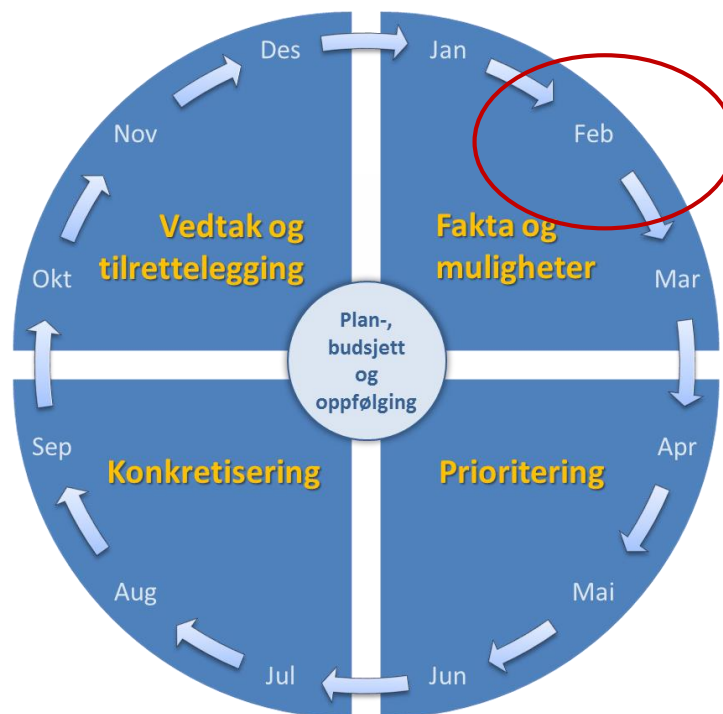 Des
Jan
Nov
Feb
Vedtak og
tilrettelegging
Fakta og
muligheter
Okt
Mar
Plan-,
budsjett
og
oppfølging
Sep
Apr
Konkretisering
Prioritering
Aug
Mai
Jul
Jun